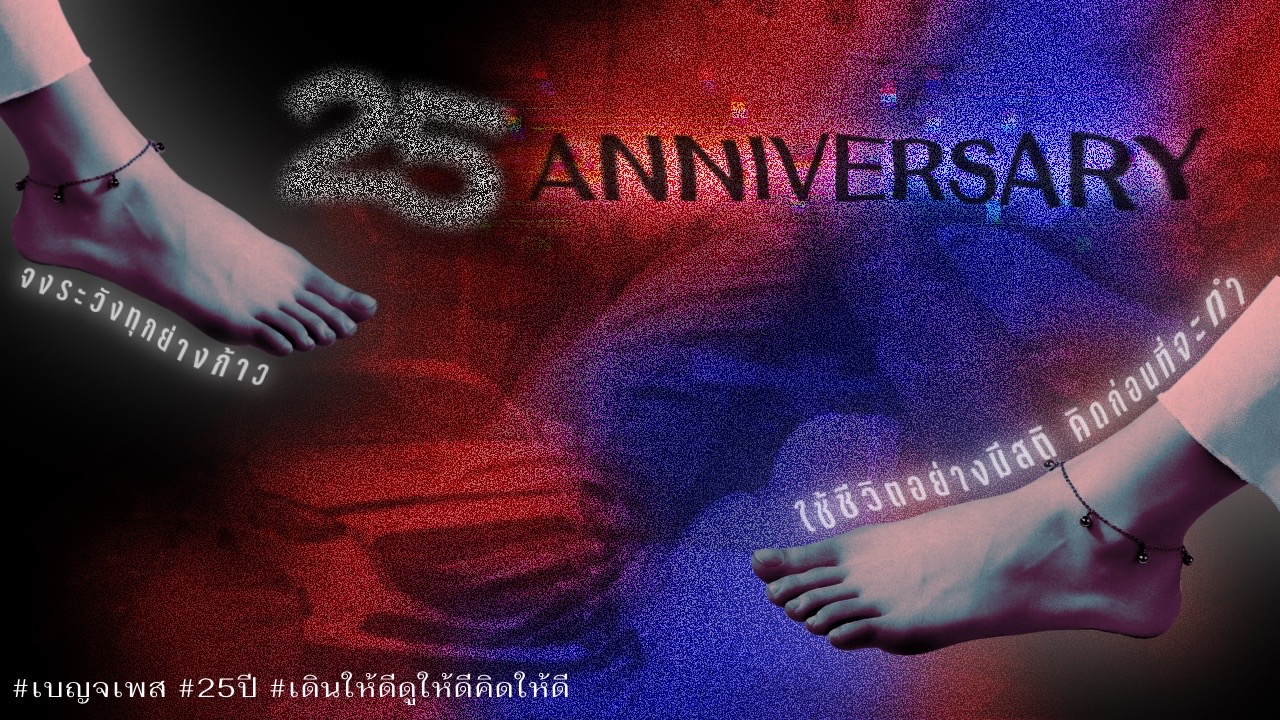 25 ANNIVERSARY
จงระวังทุกย่างก้าว
ใช้ชีวิตอย่างมีสติ คิดก่อนที่จะทำ
#เบญจเพส #25ปี #เดินให้ดีดูให้ดีคิดให้ดี